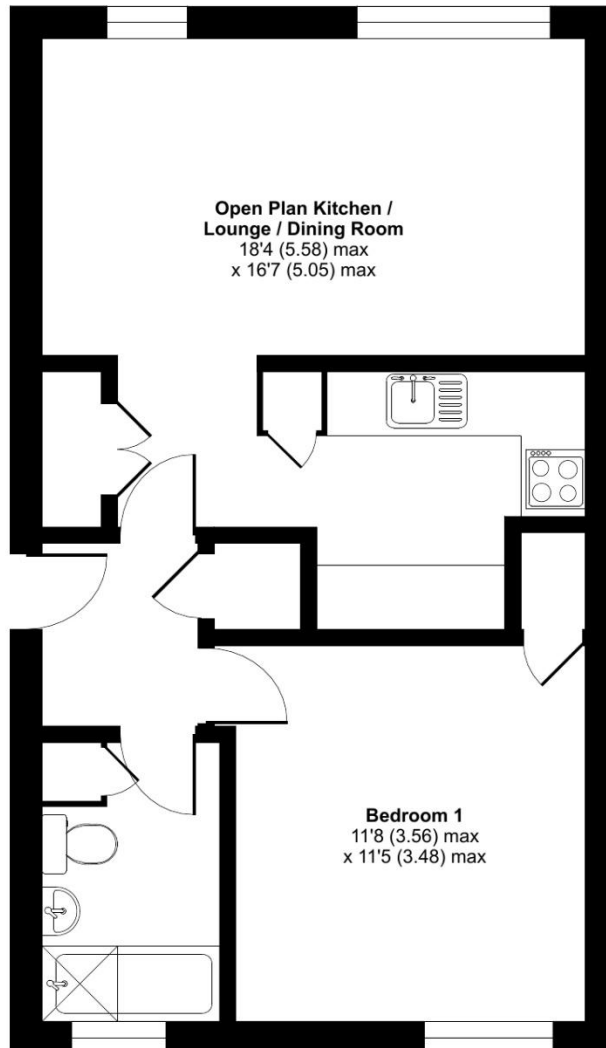 Open Plan Kitchen /
Lounge / Dining Room
18'4 (5.58) max
x 16'7 (5.05) max
Bedroom 1
11'8 (3.56) max
x 11'5 (3.48) max